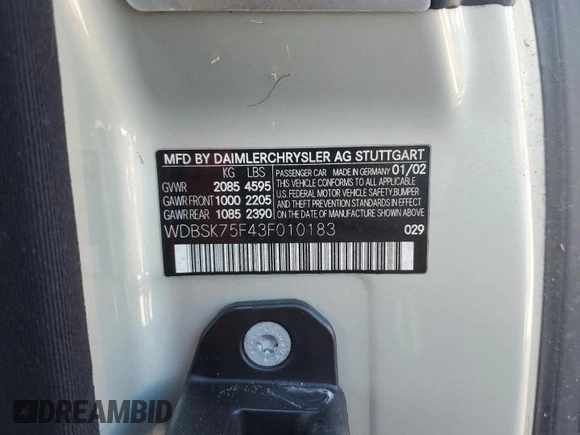 MFD BY DAIMLERCHRYSLER AG STUTTGART
KG LBS PASSENGER CAR MADE IN GERMANY 01/02
GVWR 2085 4595 THIS VEHICLE CONFORMS TO ALL APPLICABLE
GAWR FRONT 1000 2205 U.S. FEDERAL MOTOR VEHICLE SAFETY, BUMPER
GAWR REAR 1085 2390 AND THEFT PREVENTION STANDARDS IN EFFECT ON THE DATE OF MANUFACTURE SHOWN ABOVE.
WDBSK75F43F010183 029
DREAMBID